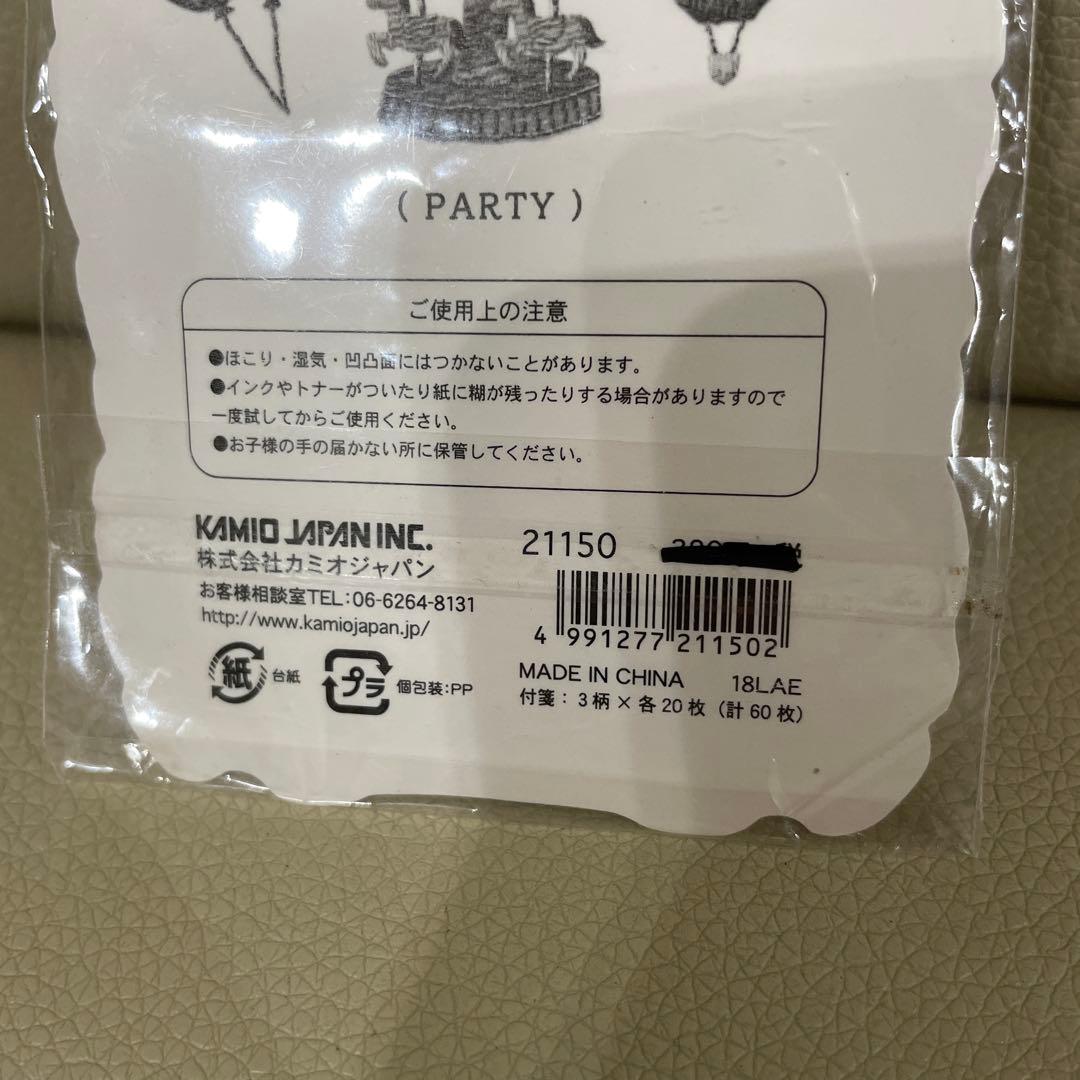 ( PARTY )
ご使用上の注意
●ほこり・湿気・凹凸面にはつかないことがあります。
●インクやトナーがついたり紙に糊が残ったりする場合がありますので
一度試してからご使用ください。
●お子様の手の届かない所に保管してください。
KAMIO JAPAN INC.
株式会社カミオジャパン
お客様相談室TEL:06-6264-8131
http://www.kamiojapan.jp/
紙 台紙
プラ 個包装:PP
21150
4 991277 211502
MADE IN CHINA 18LAE
付箋:3柄×各20枚(計60枚)